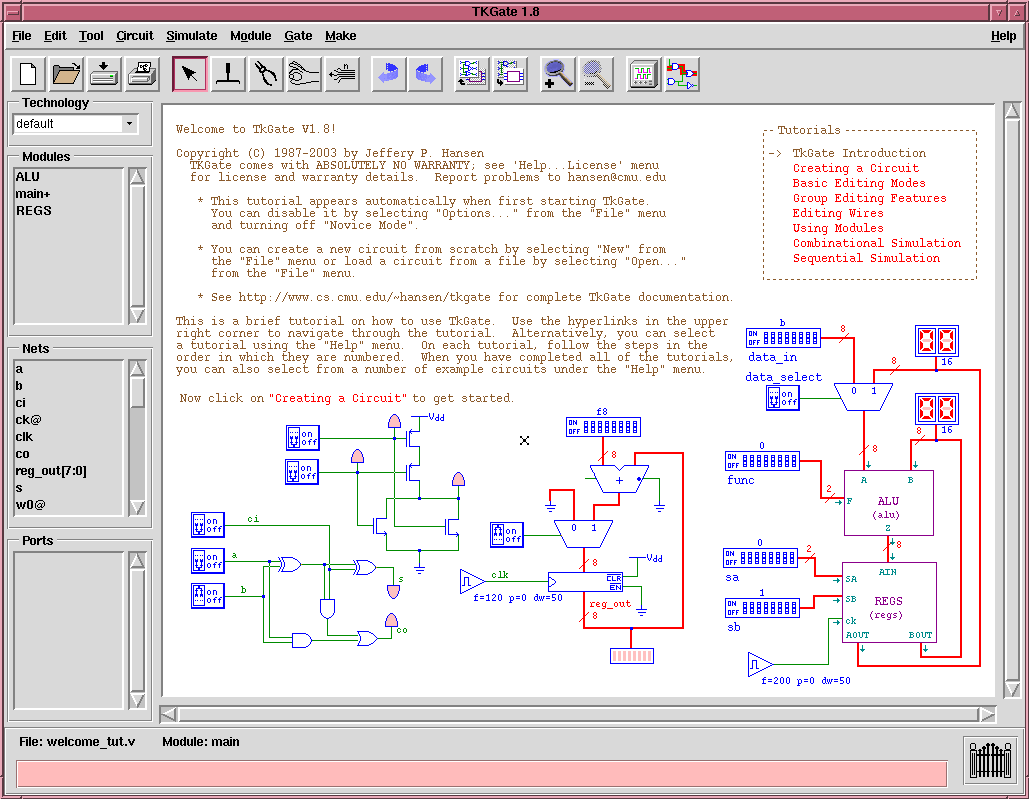 TKGate 1.8
File Edit Tool Circuit Simulate Module Gate Make Help
Technology
default
Modules
ALU
main+
REGS
Nets
a
b
ci
ck@
clk
co
reg_out[7:0]
s
w0@
Ports
Welcome to TkGate V1.8!
Copyright (C) 1987-2003 by Jeffery P. Hansen
TKGate comes with ABSOLUTELY NO WARRANTY; see 'Help...License' menu
for license and warranty details. Report problems to hansen@cmu.edu
* This tutorial appears automatically when first starting TKGate.
You can disable it by selecting "Options..." from the "File" menu
and turning off "Novice Mode".
* You can create a new circuit from scratch by selecting "New" from
the "File" menu or load a circuit from a file by selecting "Open..."
from the "File" menu.
* See http://www.cs.cmu.edu/~hansen/tkgate for complete TkGate documentation.
This is a brief tutorial on how to use TkGate. Use the hyperlinks in the upper
right corner to navigate through the tutorial. Alternatively, you can select
a tutorial using the "Help" menu. On each tutorial, follow the steps in the
order in which they are numbered. When you have completed all of the tutorials,
you can also select from a number of example circuits under the "Help" menu.
Now click on "Creating a Circuit" to get started.
Tutorials
-> TkGate Introduction
Creating a Circuit
Basic Editing Modes
Group Editing Features
Editing Wires
Using Modules
Combinational Simulation
Sequential Simulation
on
off
on
off
Vdd
on
off
ci
on
off
a
on
off
b
s
co
f8
ON
OFF
8
+
on
off
0 1
8
Vdd
clk
CLR
EN
f=120 p=0 dw=50
reg_out
8
b
ON
OFF
8
data_in
data_select
on
off
0 1
8
88
16
88
8
16
0
ON
OFF
func
2
8
A B
F
ALU
(alu)
Z
8
0
ON
OFF
2
sa
1
ON
OFF
sb
AIN
SA
SB
REGS
(regs)
ck
AOUT BOUT
f=200 p=0 dw=50
File: welcome_tut.v Module: main